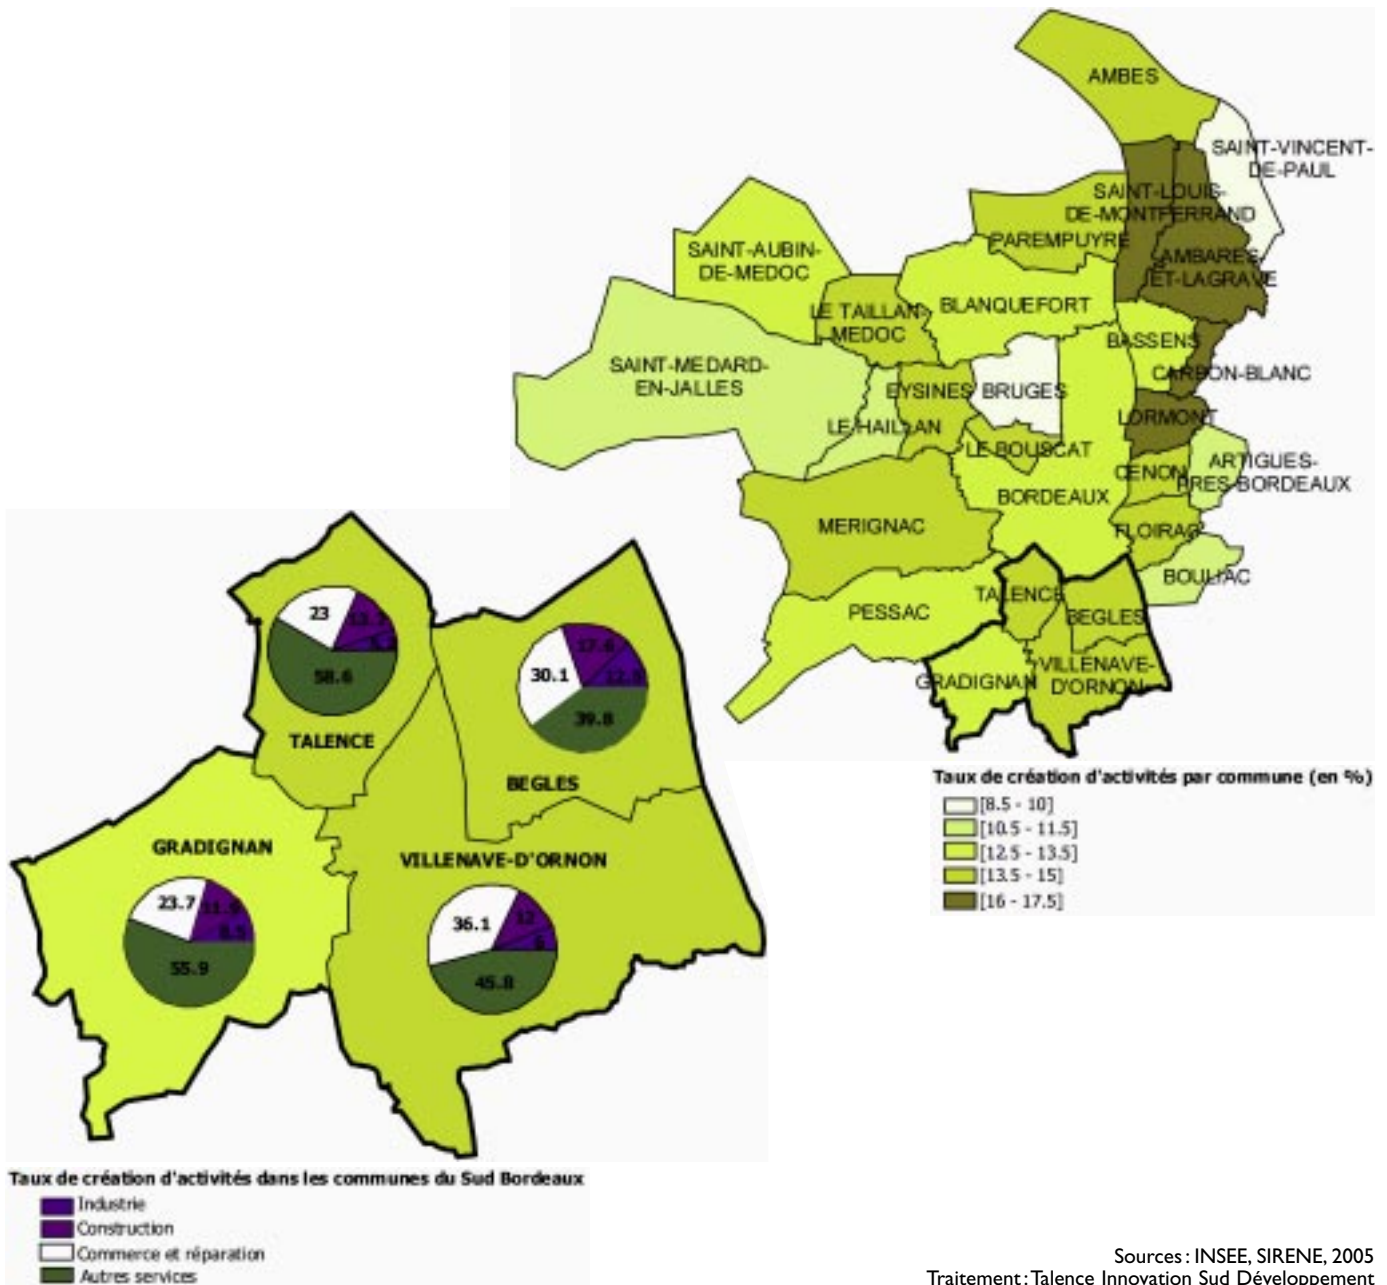 AMBES
SAINT-VINCENT-
DE-PAUL
SAINT-LOUIS-
DE-MONTFERRAND
PAREMPUYRE
AMBARES-
ET-LAGRAVE
SAINT-AUBIN-
DE-MEDOC
LE TAILLAN-
MEDOC
BLANQUEFORT
BASSENS
SAINT-MEDARD-
EN-JALLES
EYSINES
BRUGES
CARBON-BLANC
LE HAILLAN
LORMONT
LE BOUSCAT
CENON
ARTIGUES-
PRES-BORDEAUX
BORDEAUX
MERIGNAC
FLOIRAC
BOULIAC
PESSAC
TALENCE
BEGLES
GRADIGNAN
VILLENAVE-
D'ORNON
Taux de création d'activités par commune (en %)
[8.5 - 10]
[10.5 - 11.5]
[12.5 - 13.5]
[13.5 - 15]
[16 - 17.5]
23
58.6
TALENCE
17.6
30.1
12.5
39.8
BEGLES
GRADIGNAN
23.7
11.9
8.5
55.9
VILLENAVE-D'ORNON
36.1
12
6
45.8
Taux de création d'activités dans les communes du Sud Bordeaux
Industrie
Construction
Commerce et réparation
Autres services
Sources : INSEE, SIRENE, 2005
Traitement : Talence Innovation Sud Développement